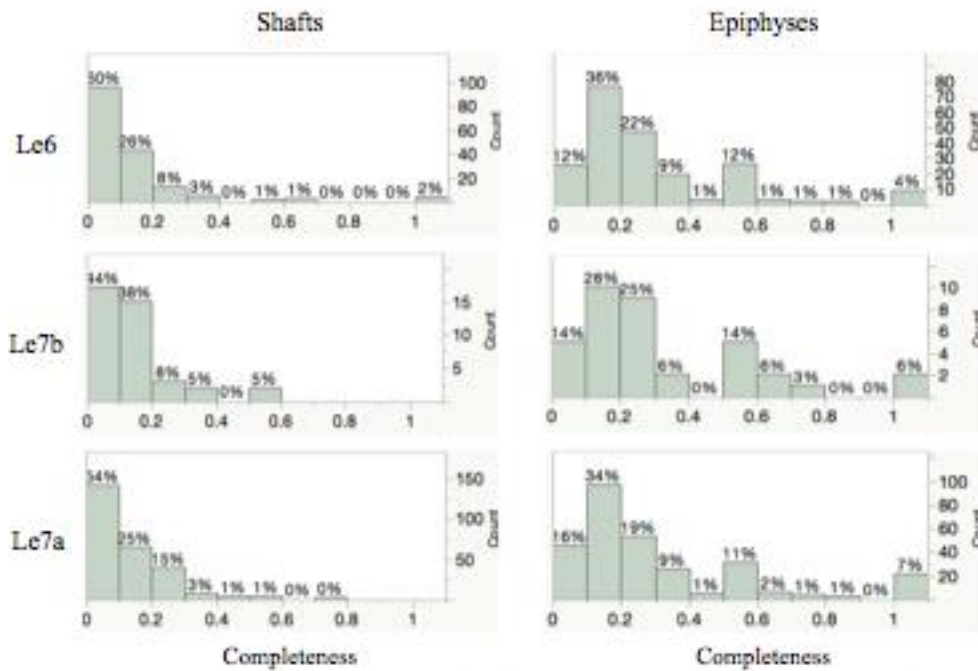 Shafts Epiphyses
Le6
60% 26% 8% 3% 0% 1% 1% 0% 0% 0% 2%
100
80
60
40
20
Count
0 0.2 0.4 0.6 0.8 1
12% 36% 22% 9% 1% 12% 1% 1% 1% 0% 4%
80
70
60
50
40
30
20
10
Count
0 0.2 0.4 0.6 0.8 1
Le7b
44% 38% 8% 5% 0% 5%
15
10
5
Count
0 0.2 0.4 0.6 0.8 1
14% 28% 25% 6% 0% 14% 6% 3% 0% 0% 6%
10
8
6
4
2
Count
0 0.2 0.4 0.6 0.8 1
Le7a
54% 25% 15% 3% 1% 1% 0% 0%
150
100
50
Count
0 0.2 0.4 0.6 0.8 1
16% 34% 19% 9% 1% 11% 2% 1% 1% 0% 7%
100
80
60
40
20
Count
0 0.2 0.4 0.6 0.8 1
Completeness Completeness